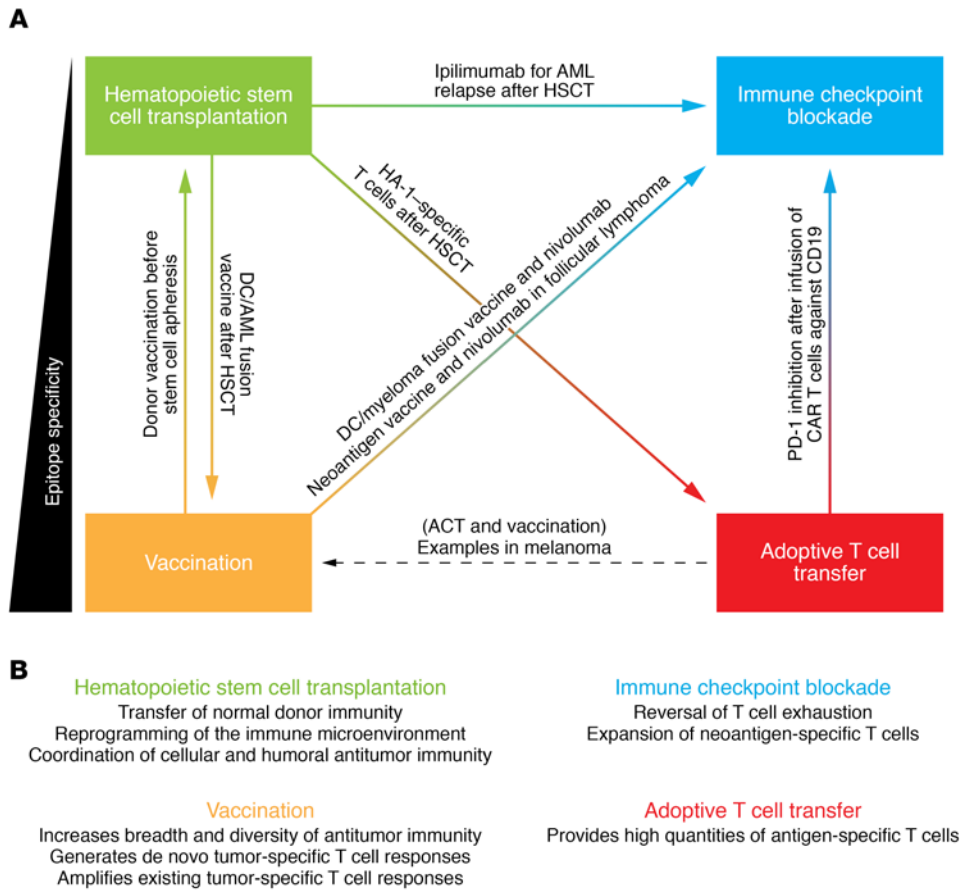 A
Hematopoietic stem
cell transplantation
Ipilimumab for AML
relapse after HSCT
Immune checkpoint
blockade
HA-1–specific
T cells after HSCT
DC/myeloma fusion vaccine and nivolumab
Neoantigen vaccine and nivolumab in follicular lymphoma
Donor vaccination before
stem cell apheresis
DC/AML fusion
vaccine after HSCT
PD-1 inhibition after infusion of
CAR T cells against CD19
Epitope specificity
Vaccination
(ACT and vaccination)
Examples in melanoma
Adoptive T cell
transfer
B
Hematopoietic stem cell transplantation
Transfer of normal donor immunity
Reprogramming of the immune microenvironment
Coordination of cellular and humoral antitumor immunity
Immune checkpoint blockade
Reversal of T cell exhaustion
Expansion of neoantigen-specific T cells
Vaccination
Increases breadth and diversity of antitumor immunity
Generates de novo tumor-specific T cell responses
Amplifies existing tumor-specific T cell responses
Adoptive T cell transfer
Provides high quantities of antigen-specific T cells